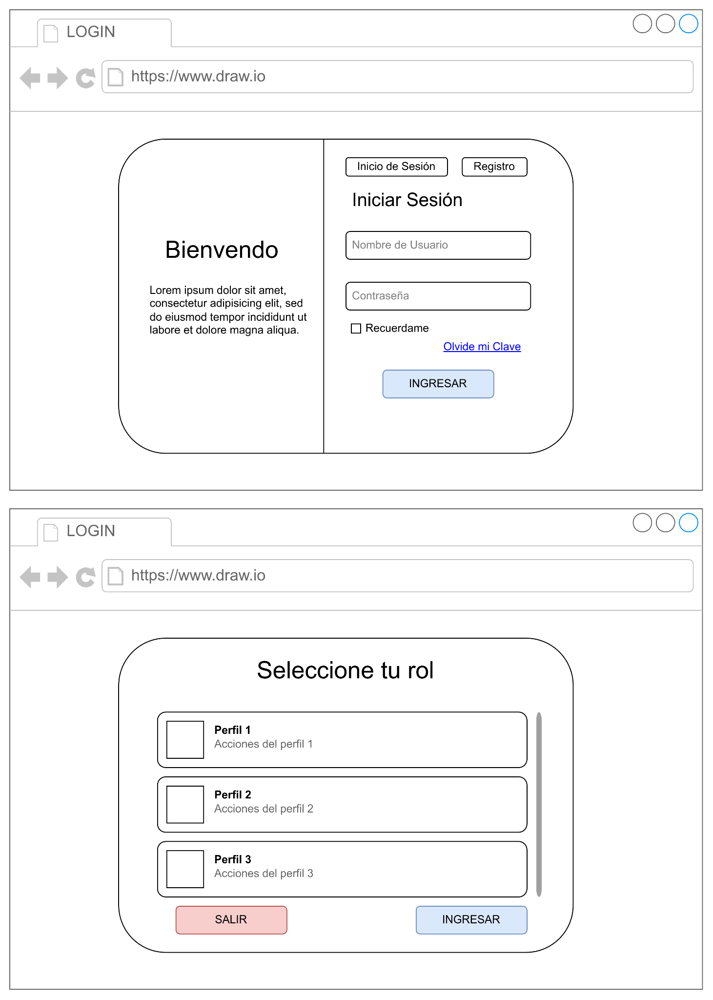 LOGIN
https://www.draw.io
Inicio de Sesión
Registro
Iniciar Sesión
Bienvendo
Lorem ipsum dolor sit amet,
consectetur adipisicing elit, sed
do eiusmod tempor incididunt ut
labore et dolore magna aliqua.
Nombre de Usuario
Contraseña
Recuerdame
Olvide mi Clave
INGRESAR
LOGIN
https://www.draw.io
Seleccione tu rol
Perfil 1
Acciones del perfil 1
Perfil 2
Acciones del perfil 2
Perfil 3
Acciones del perfil 3
SALIR
INGRESAR